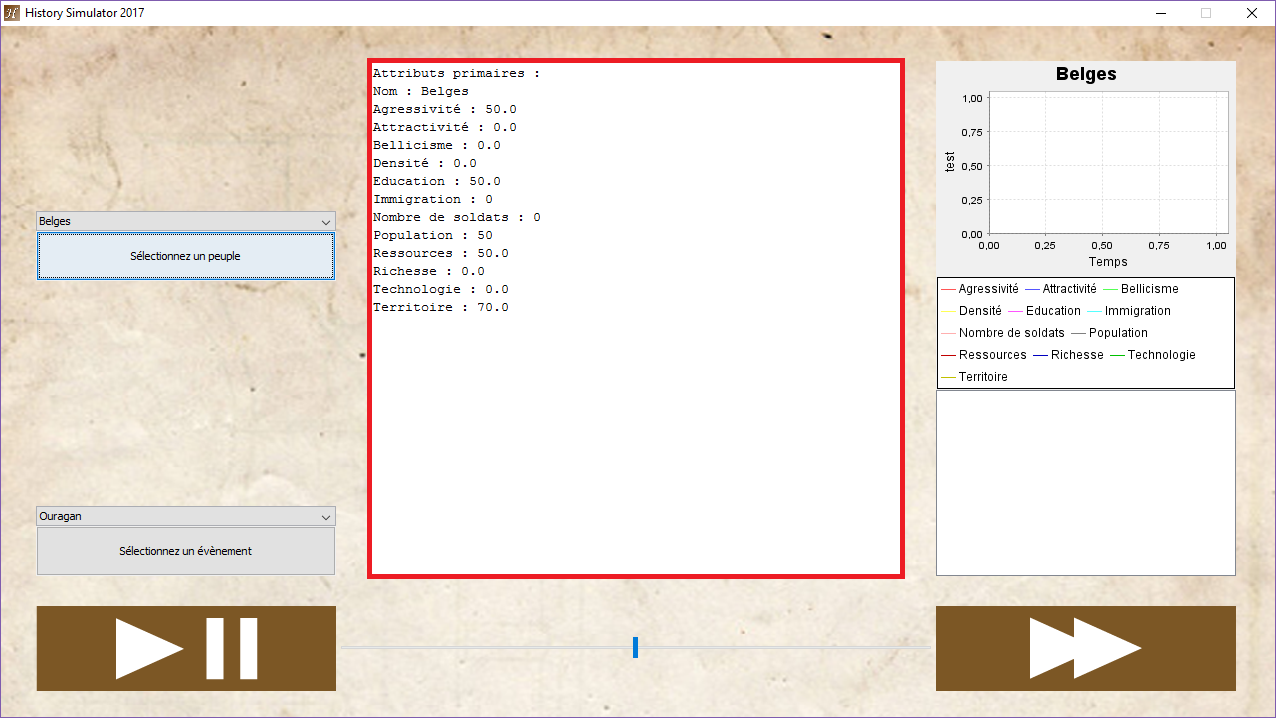 History Simulator 2017
Belges
Sélectionnez un peuple
Ouragan
Sélectionnez un évènement
Attributs primaires :
Nom : Belges
Agressivité : 50.0
Attractivité : 0.0
Bellicisme : 0.0
Densité : 0.0
Education : 50.0
Immigration : 0
Nombre de soldats : 0
Population : 50
Ressources : 50.0
Richesse : 0.0
Technologie : 0.0
Territoire : 70.0
Belges
1,00
0,75
0,50
0,25
0,00
test
0,00 0,25 0,50 0,75 1,00
Temps
Agressivité Attractivité Bellicisme
Densité Education Immigration
Nombre de soldats Population
Ressources Richesse Technologie
Territoire